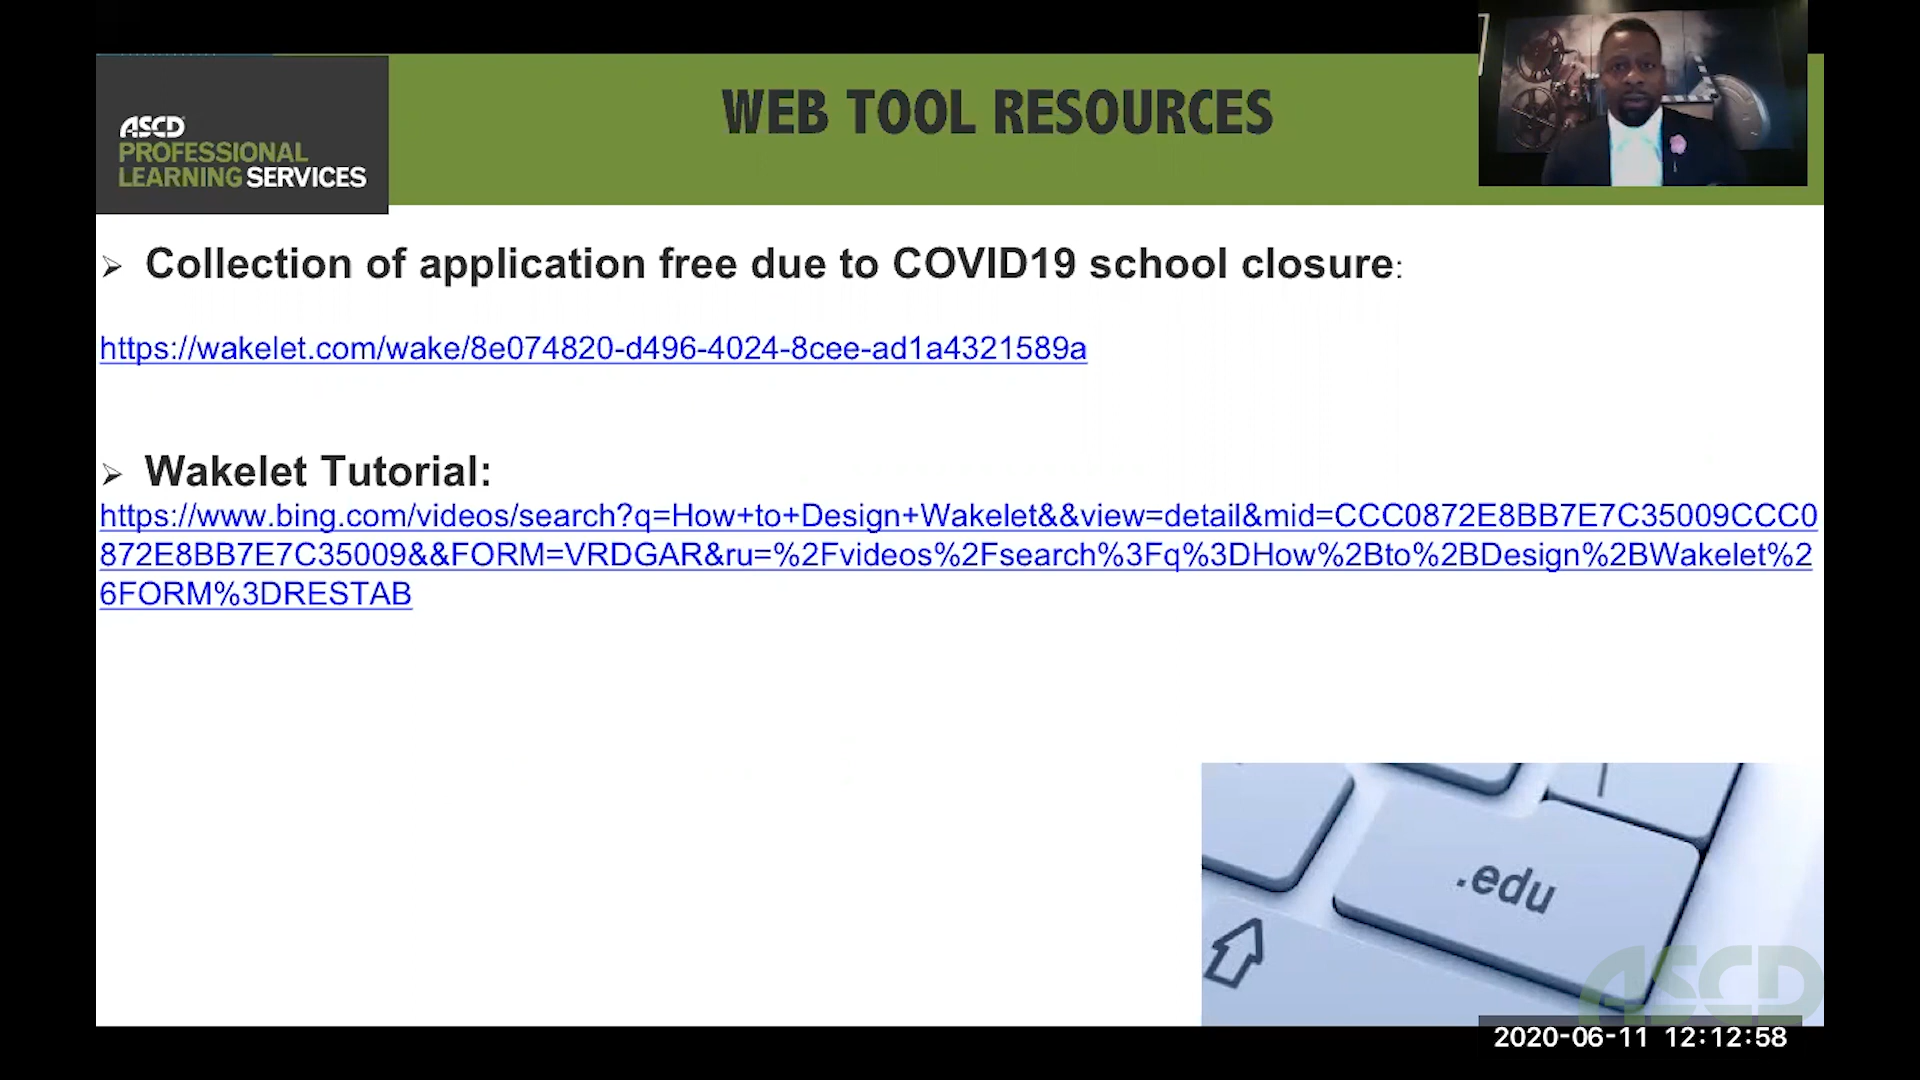 ASCD
PROFESSIONAL
LEARNING SERVICES
WEB TOOL RESOURCES
➢ Collection of application free due to COVID19 school closure:
https://wakelet.com/wake/8e074820-d496-4024-8cee-ad1a4321589a
➢ Wakelet Tutorial:
https://www.bing.com/videos/search?q=How+to+Design+Wakelet&&view=detail&mid=CCC0872E8BB7E7C35009CCC0
872E8BB7E7C35009&&FORM=VRDGAR&ru=%2Fvideos%2Fsearch%3Fq%3DHow%2Bto%2BDesign%2BWakelet%2
6FORM%3DRESTAB
.edu
ASCD
2020-06-11 12:12:58